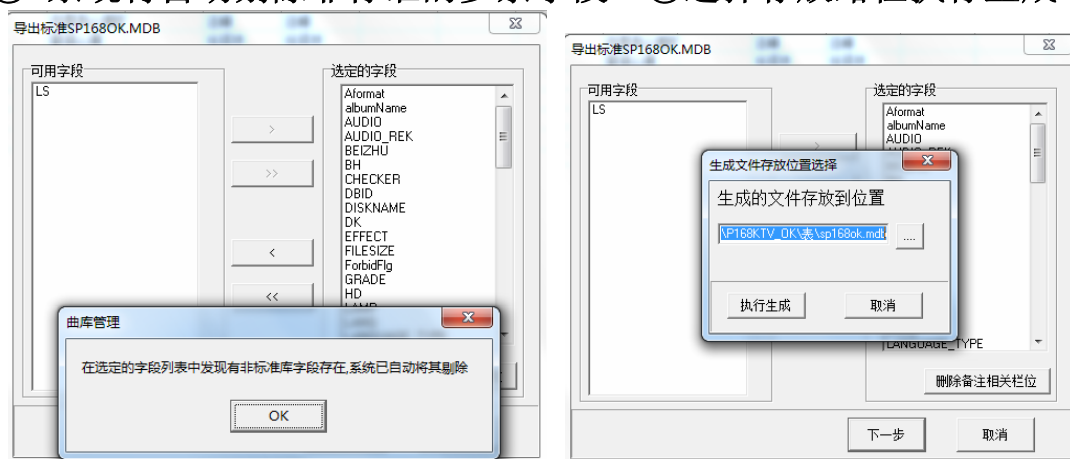 导出标准SP168OK.MDB
可用字段
LS
>
>>
<
<<
选定的字段
Aformat
albumName
AUDIO
AUDIO_REK
BEIZHU
BH
CHECKER
DBID
DISKNAME
DK
EFFECT
FILESIZE
ForbidFlg
GRADE
HD
曲库管理
在选定的字段列表中发现有非标准库字段存在,系统已自动将其剔除
OK
导出标准SP168OK.MDB
可用字段
LS
选定的字段
Aformat
albumName
AUDIO
生成文件存放位置选择
生成的文件存放到位置
\P168KTV_OK\表\sp168ok.mdb
....
执行生成
取消
LANGUAGE_TYPE
删除备注相关栏位
下一步
取消